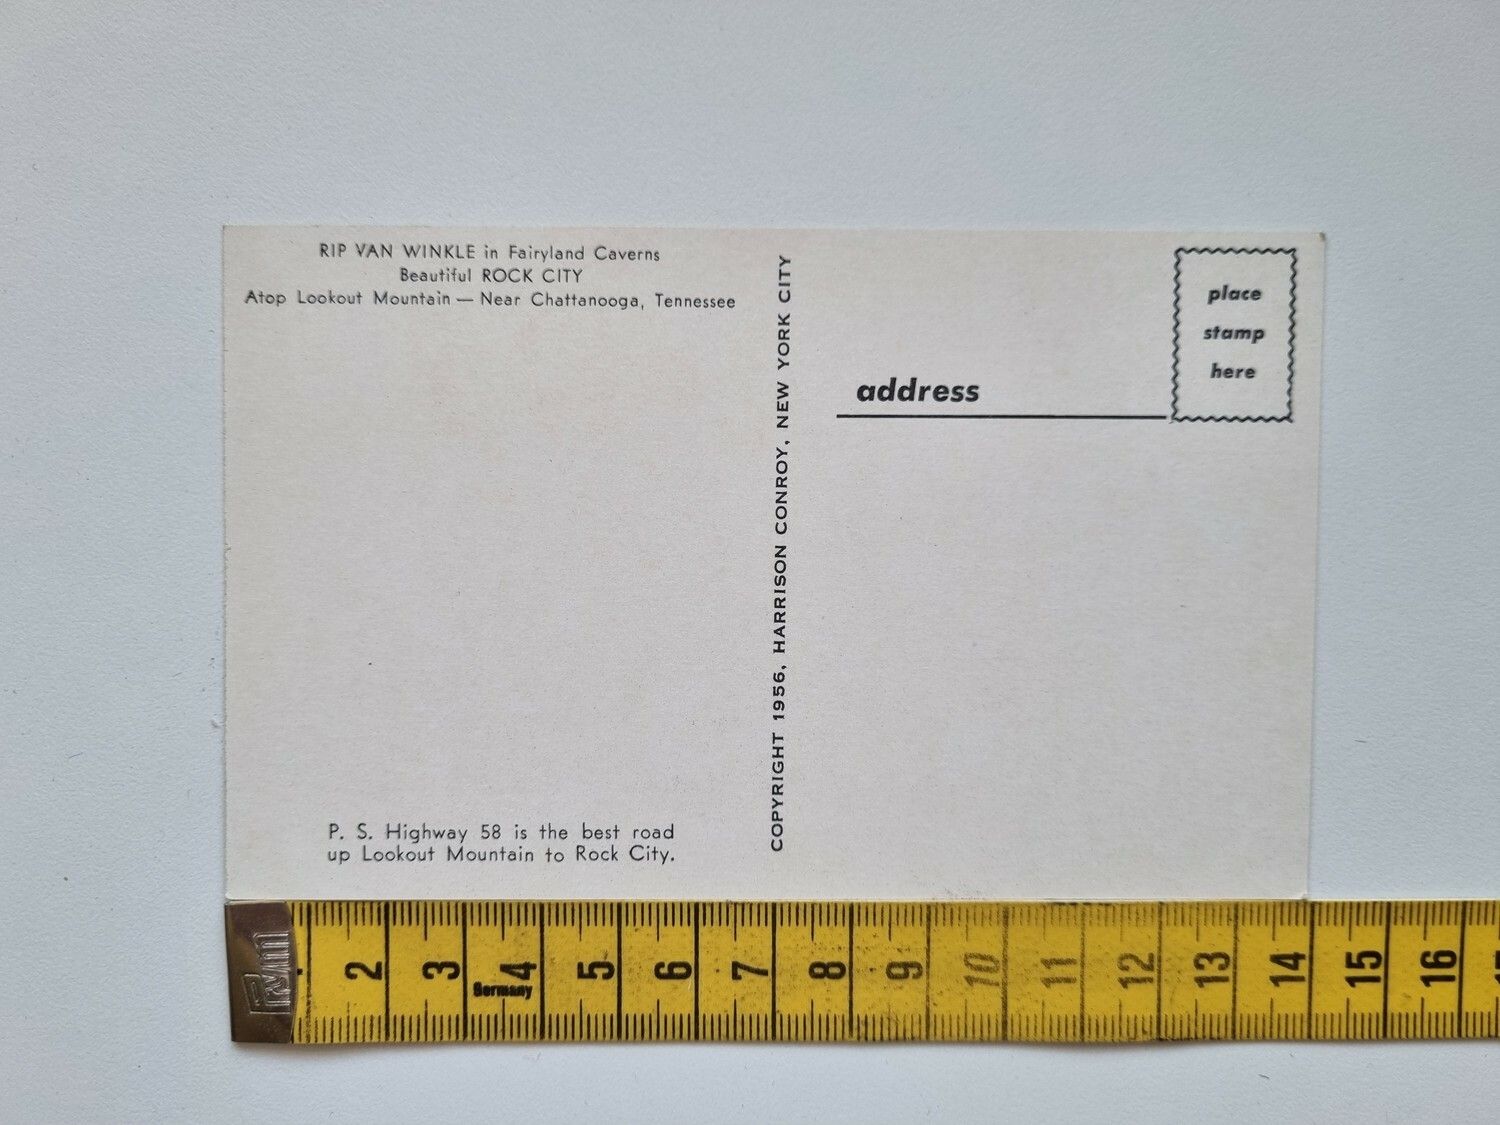 RIP VAN WINKLE in Fairyland Caverns
Beautiful ROCK CITY
Atop Lookout Mountain — Near Chattanooga, Tennessee
P. S. Highway 58 is the best road
up Lookout Mountain to Rock City.
COPYRIGHT 1956, HARRISON CONROY, NEW YORK CITY
address
place
stamp
here
Prym
2 3 4 5 6 7 8 9 10 11 12 13 14 15 16
Germany